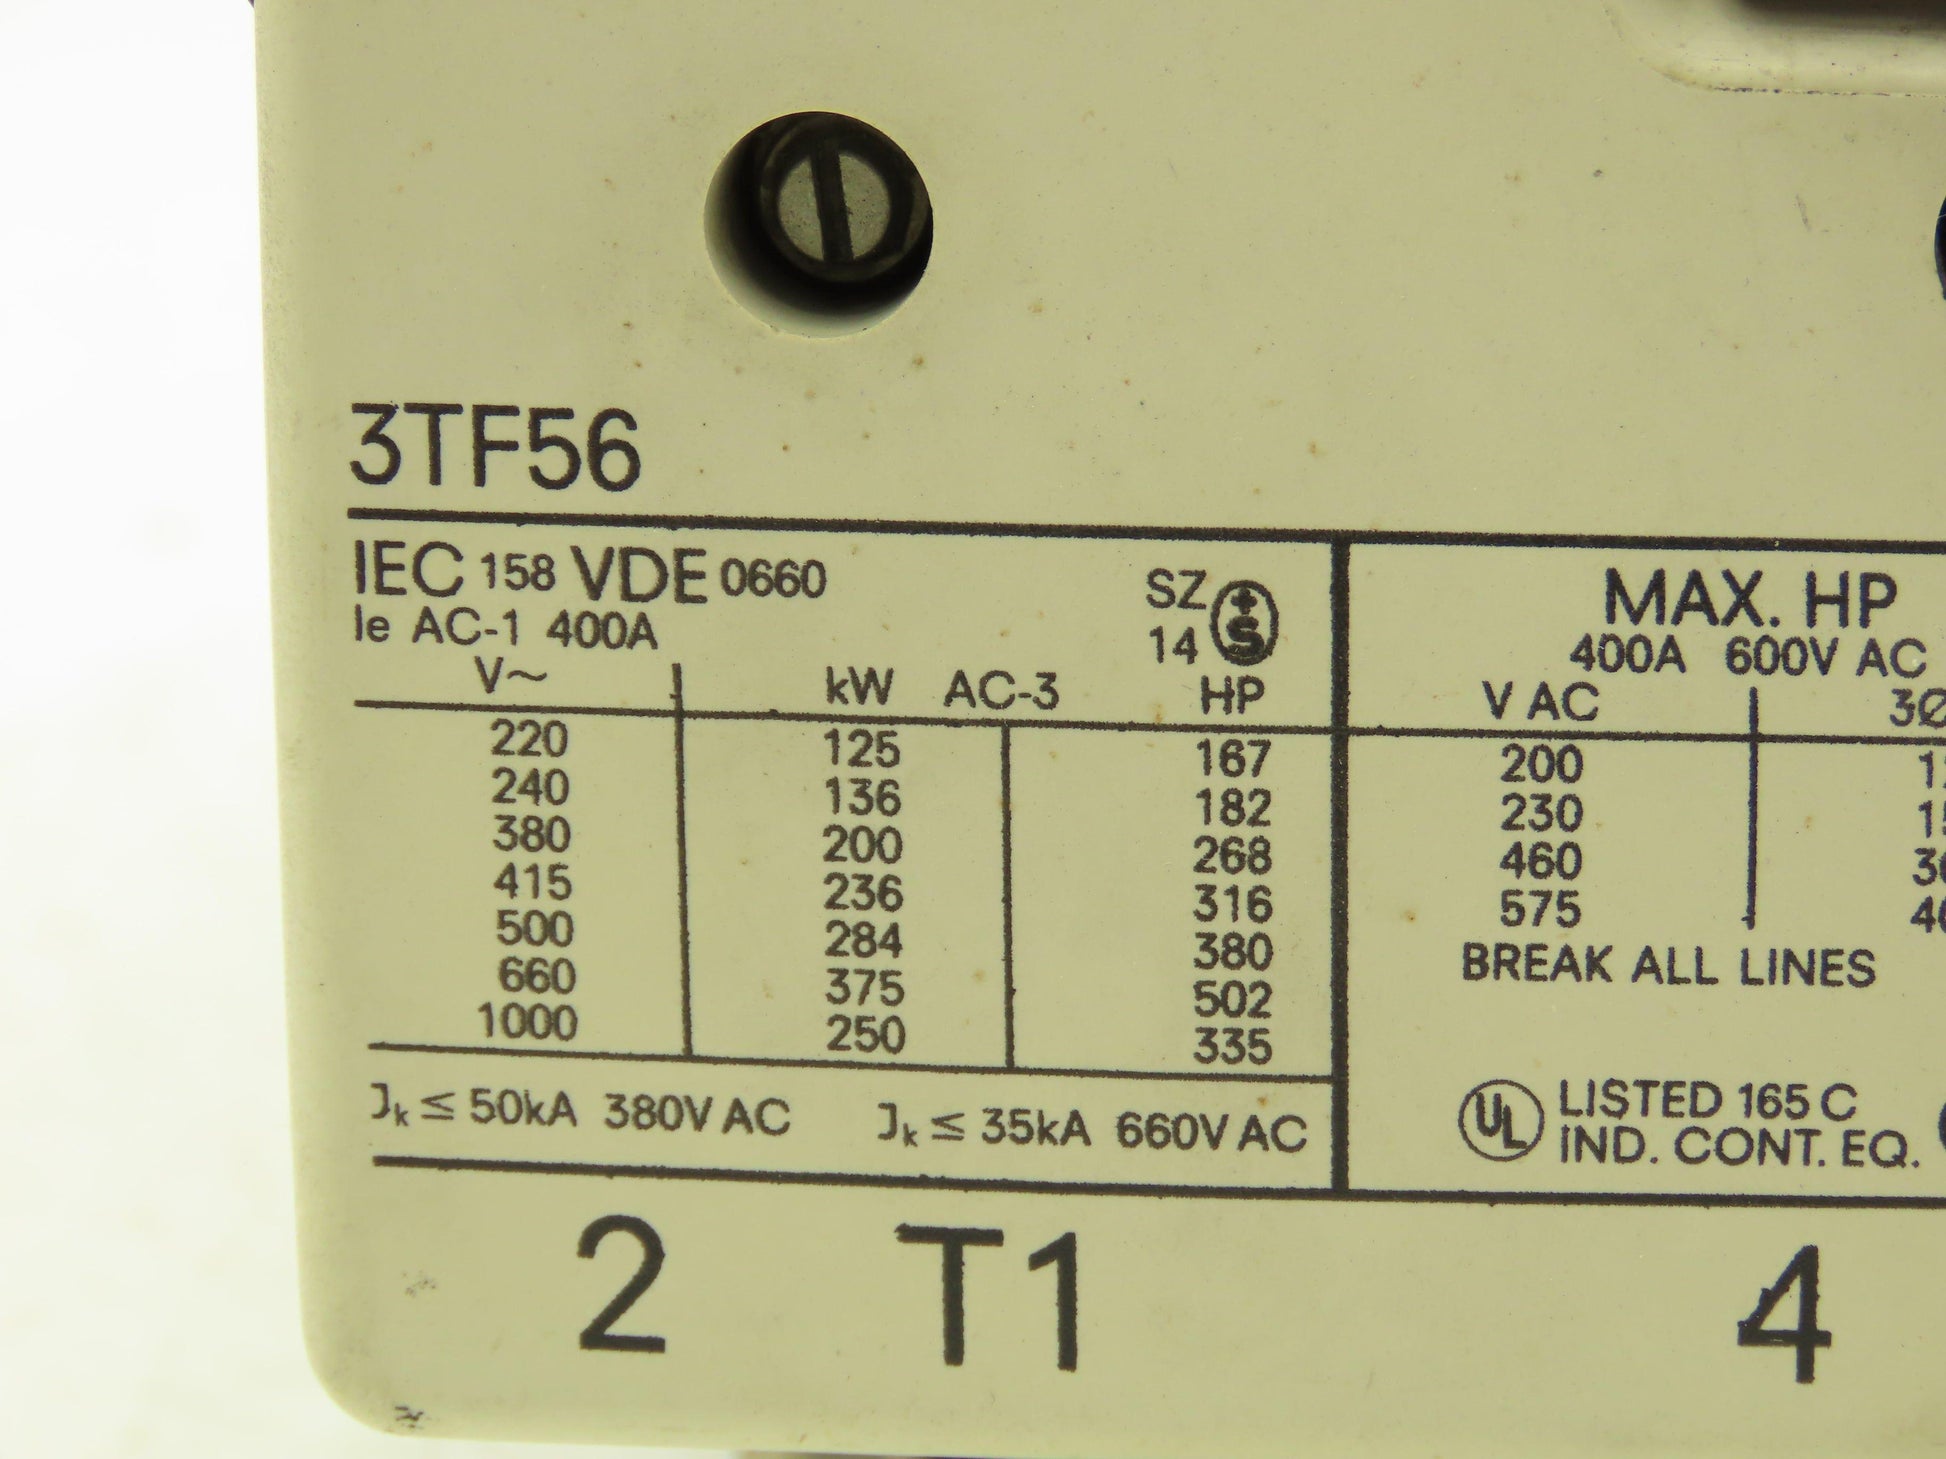 3TF56
IEC 158 VDE 0660
Ie AC-1 400A
SZ
14
+S
V~ kW AC-3 HP
220 125 167
240 136 182
380 200 268
415 236 316
500 284 380
660 375 502
1000 250 335
Jk ≤ 50kA 380V AC Jk ≤ 35kA 660V AC
MAX. HP
400A 600V AC
V AC 3Ø
200
230
460
575
BREAK ALL LINES
UL LISTED 165 C
IND. CONT. EQ.
2 T1 4